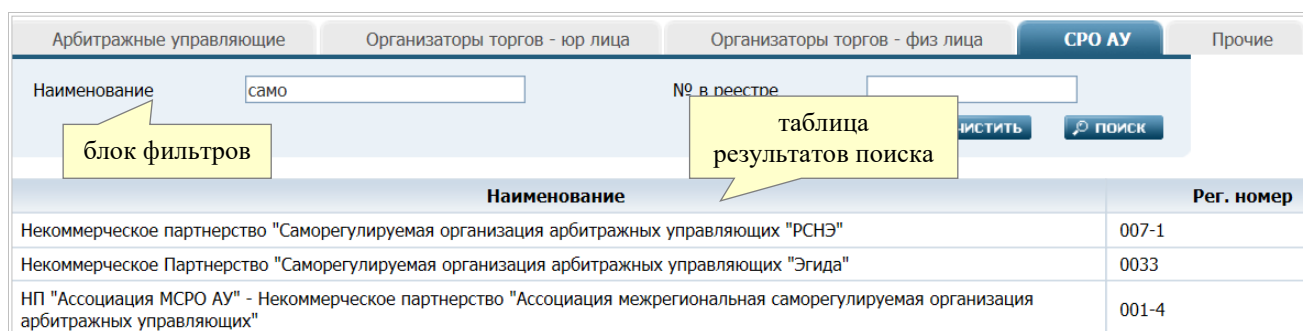 Арбитражные управляющие Организаторы торгов - юр лица Организаторы торгов - физ лица СРО АУ Прочие
Наименование само № в реестре
блок фильтров
таблица
результатов поиска
ПОИСК
Наименование Рег. номер
Некоммерческое партнерство "Саморегулируемая организация арбитражных управляющих "РСНЭ" 007-1
Некоммерческое Партнерство "Саморегулируемая организация арбитражных управляющих "Эгида" 0033
НП "Ассоциация МСРО АУ" - Некоммерческое партнерство "Ассоциация межрегиональная саморегулируемая организация
арбитражных управляющих" 001-4